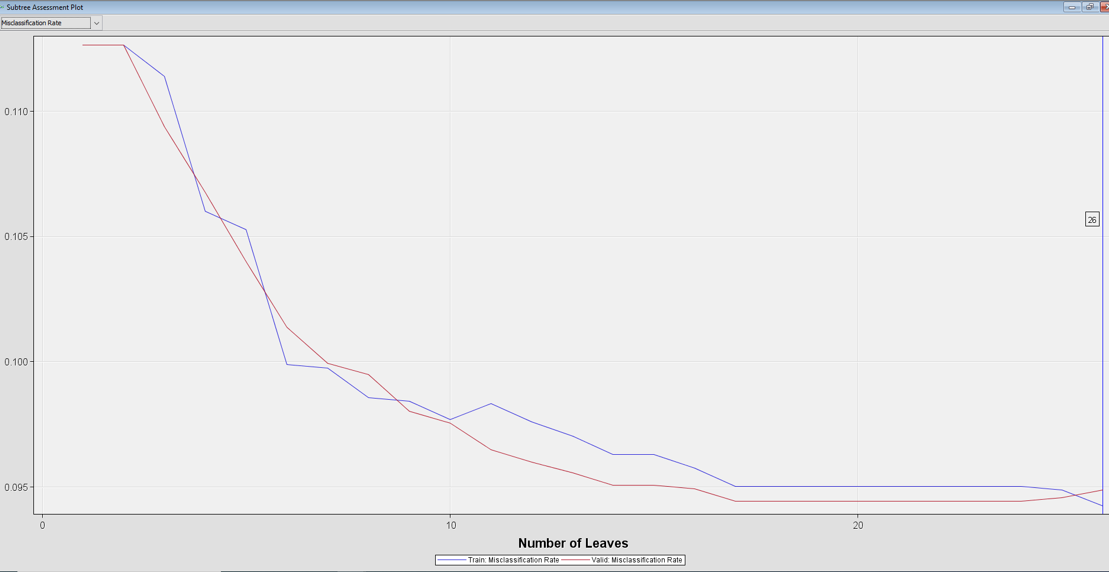 Subtree Assessment Plot
Misclassification Rate
0.110
0.105
0.100
0.095
26
0
10
20
Number of Leaves
Train: Misclassification Rate
Valid: Misclassification Rate